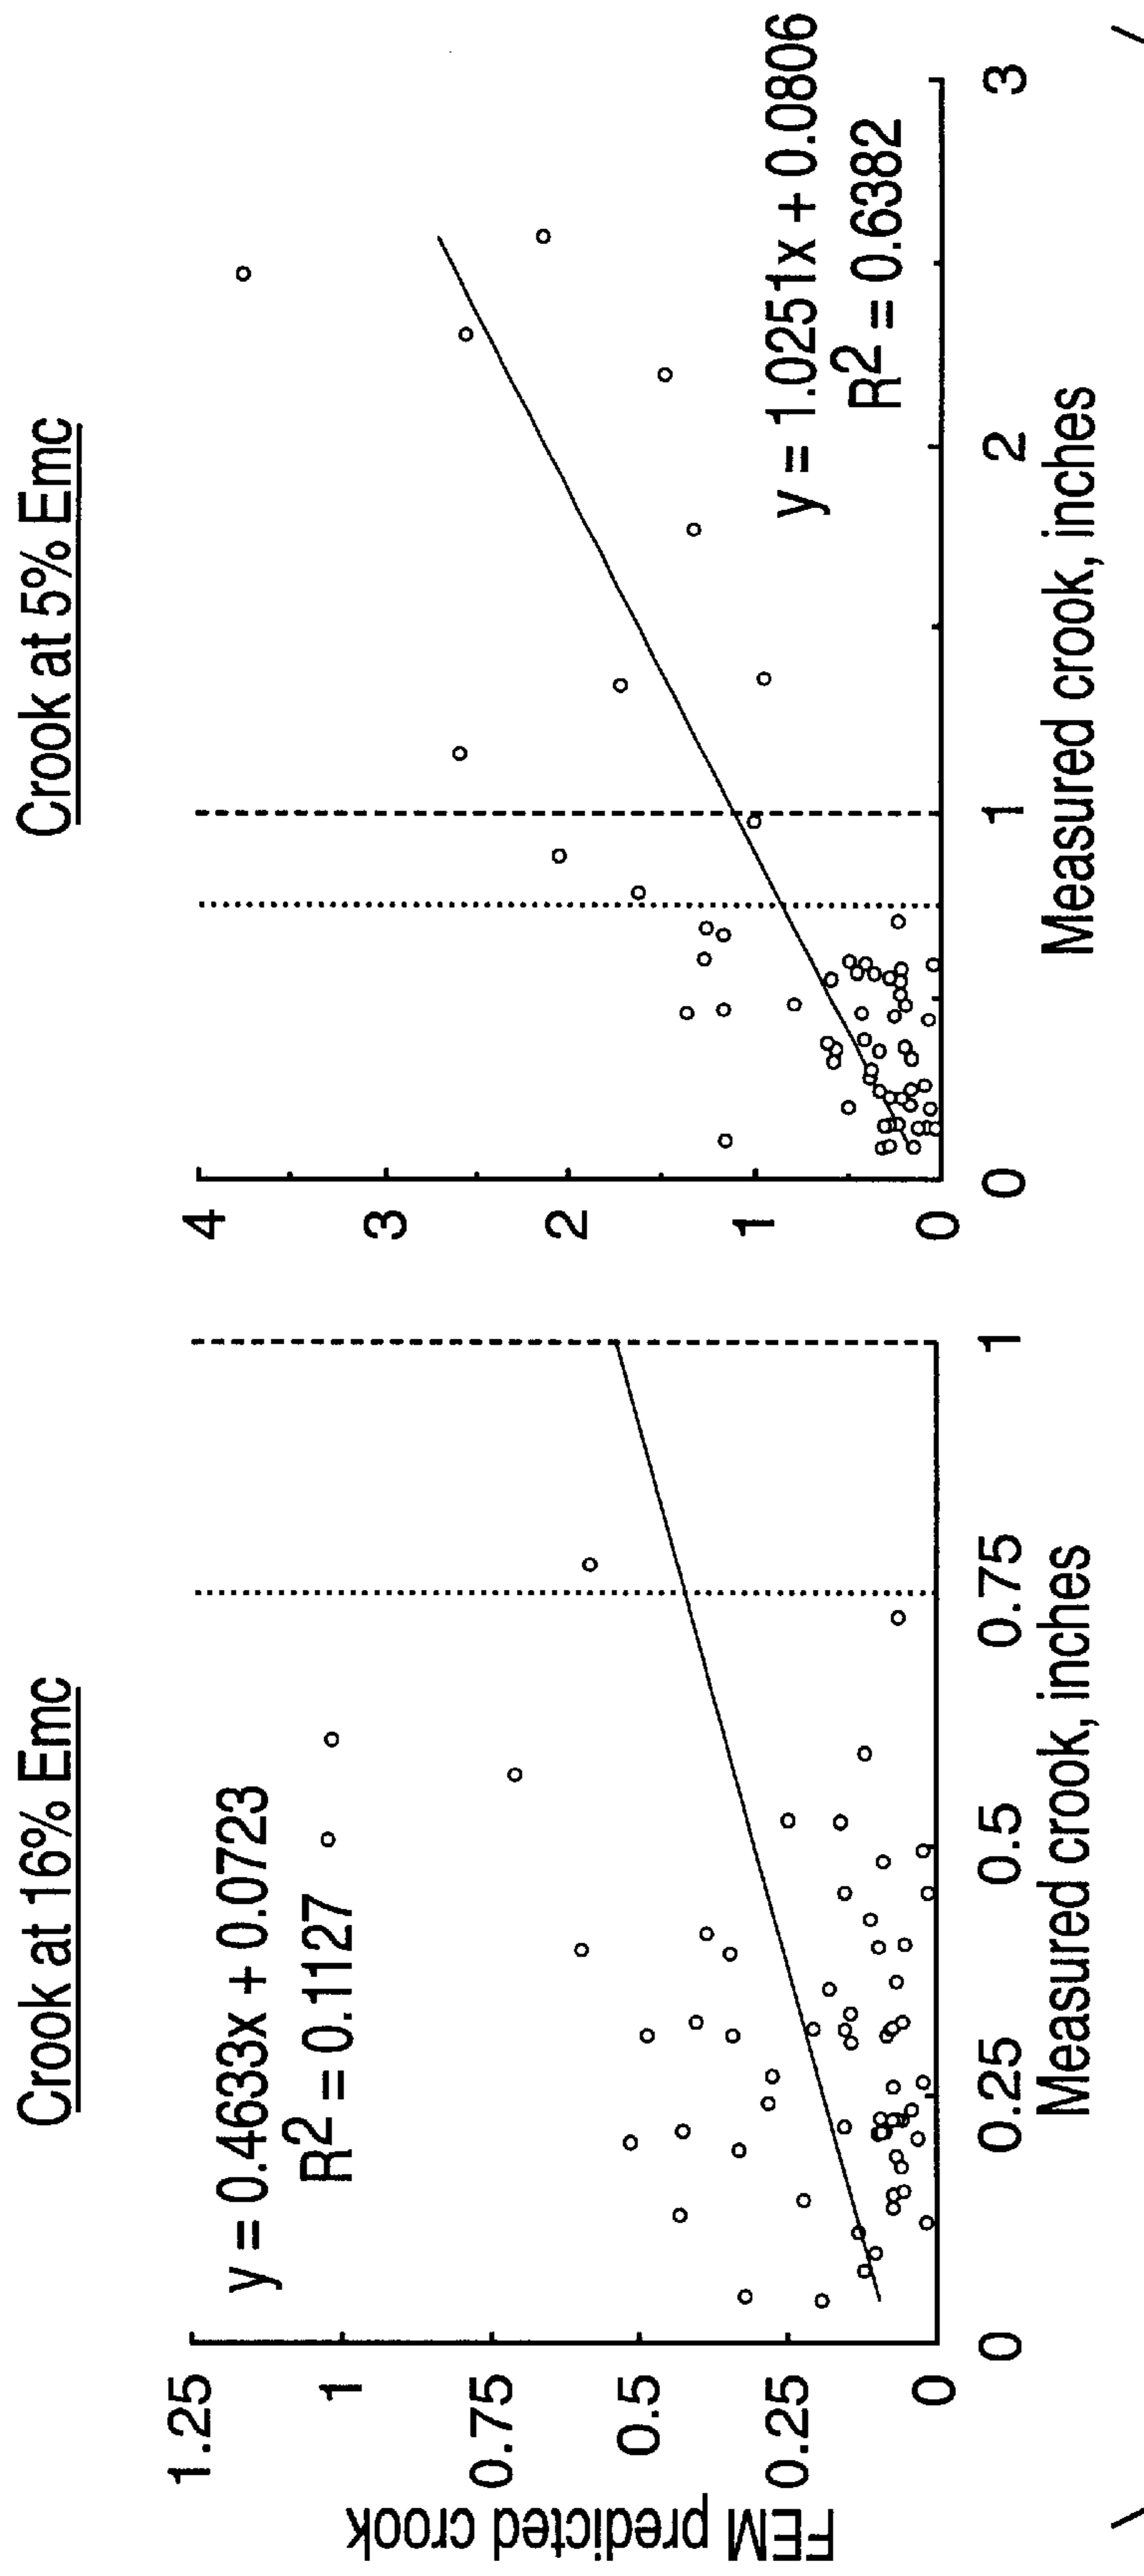 Crook at 16% Emc
y = 0.4633x + 0.0723
R2 = 0.1127
FEM predicted crook
1.25
1
0.75
0.5
0.25
0
0
0.25
0.5
0.75
1
Measured crook, inches
Crook at 5% Emc
4
3
2
1
0
0
1
2
3
y = 1.0251x + 0.0806
R2 = 0.6382
Measured crook, inches